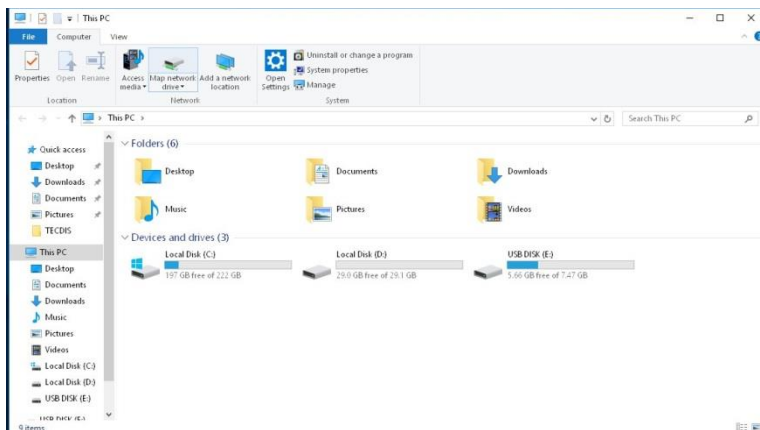 This PC
File
Computer
View
Properties
Open
Rename
Access media
Map network drive
Add a network location
Open Settings
Uninstall or change a program
System properties
Manage
Location
Network
System
This PC
Search This PC
Quick access
Desktop
Downloads
Documents
Pictures
TECDIS
This PC
Desktop
Documents
Downloads
Music
Pictures
Videos
Local Disk (C:)
Local Disk (D:)
USB DISK (E:)
USB DISK (E:)
Folders (6)
Desktop
Documents
Downloads
Music
Pictures
Videos
Devices and drives (3)
Local Disk (C:)
197 GB free of 222 GB
Local Disk (D:)
29.0 GB free of 29.1 GB
USB DISK (E:)
5.66 GB free of 7.47 GB
9 items